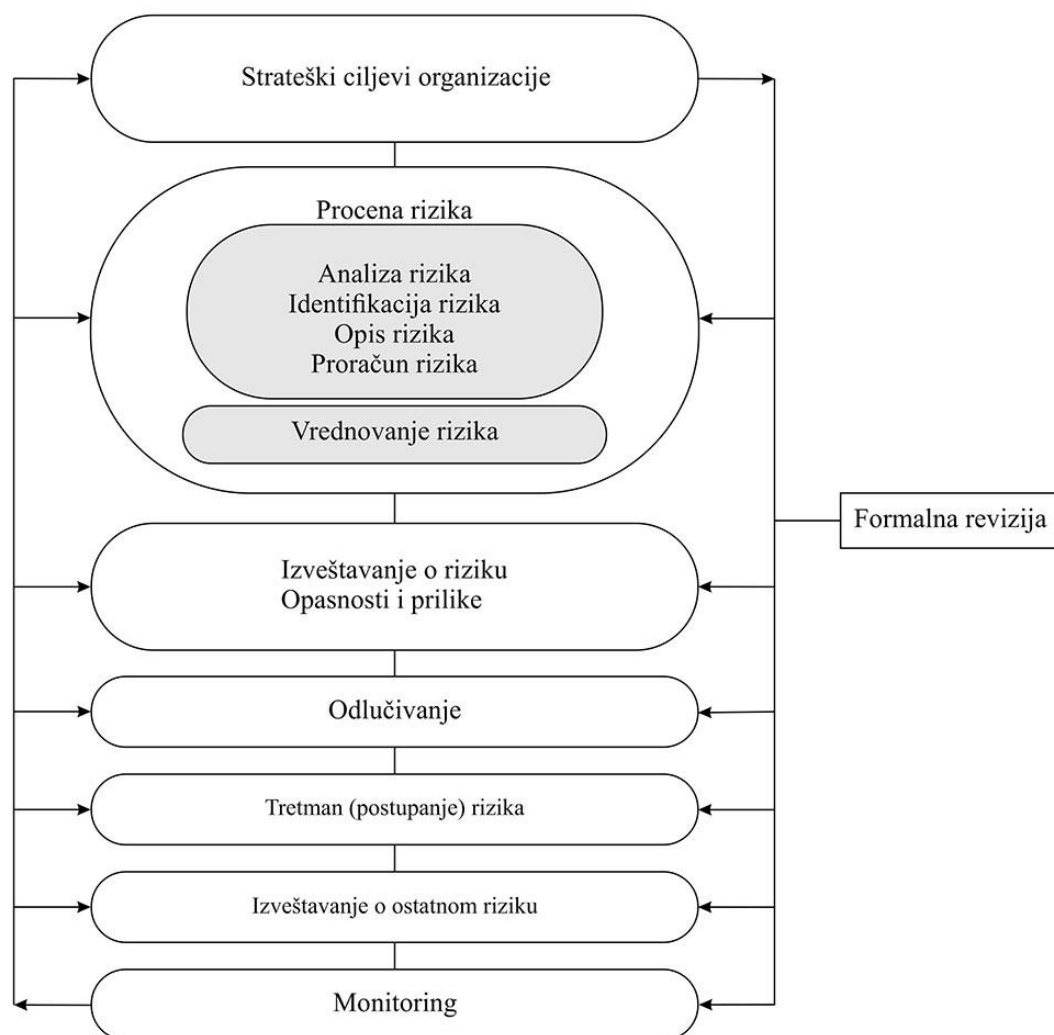 Strateški ciljevi organizacije
Procena rizika
Analiza rizika
Identifikacija rizika
Opis rizika
Proračun rizika
Vrednovanje rizika
Formalna revizija
Izveštavanje o riziku
Opasnosti i prilike
Odlučivanje
Tretman (postupanje) rizika
Izveštavanje o ostatnom riziku
Monitoring